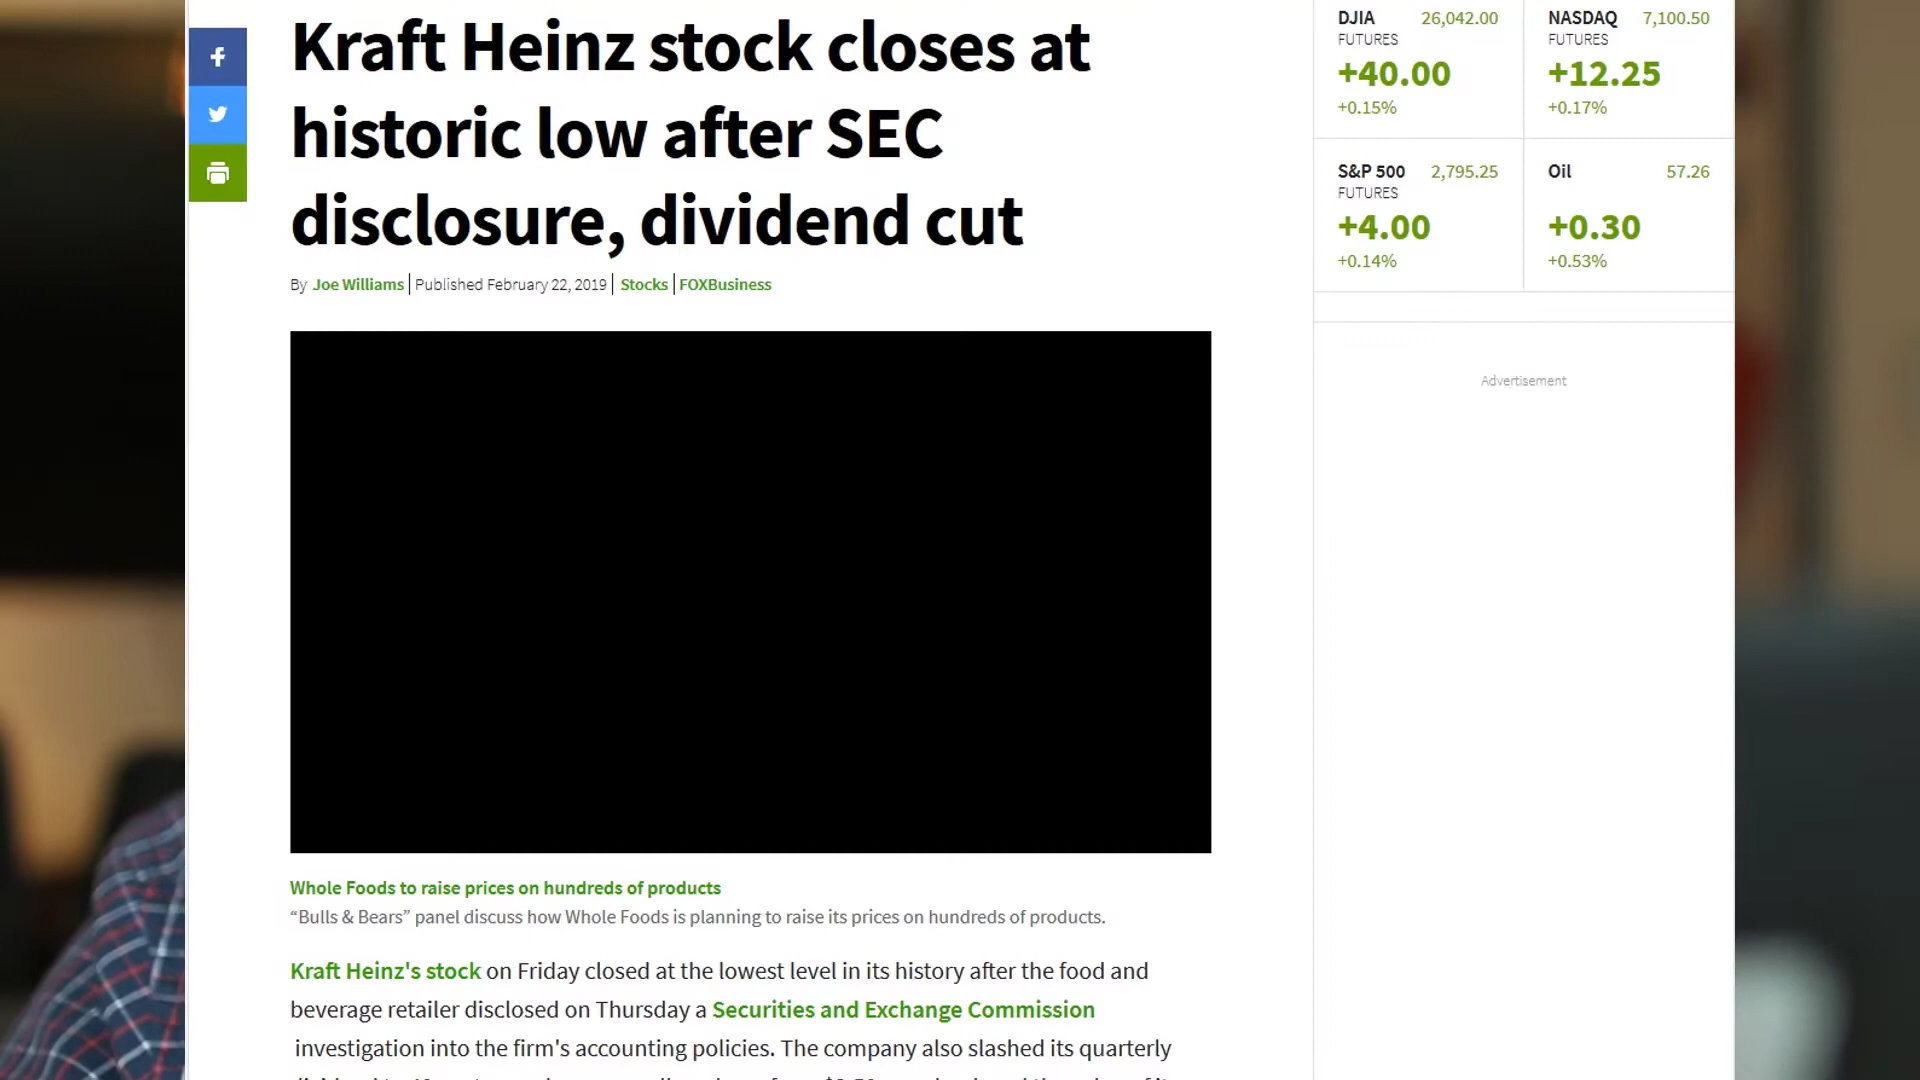 Kraft Heinz stock closes at
historic low after SEC
disclosure, dividend cut
By Joe Williams | Published February 22, 2019 | Stocks | FOXBusiness
Whole Foods to raise prices on hundreds of products
“Bulls & Bears” panel discuss how Whole Foods is planning to raise its prices on hundreds of products.
Kraft Heinz's stock on Friday closed at the lowest level in its history after the food and
beverage retailer disclosed on Thursday a Securities and Exchange Commission
investigation into the firm's accounting policies. The company also slashed its quarterly
DJIA 26,042.00
FUTURES
+40.00
+0.15%
NASDAQ 7,100.50
FUTURES
+12.25
+0.17%
S&P 500 2,795.25
FUTURES
+4.00
+0.14%
Oil 57.26
+0.30
+0.53%
Advertisement